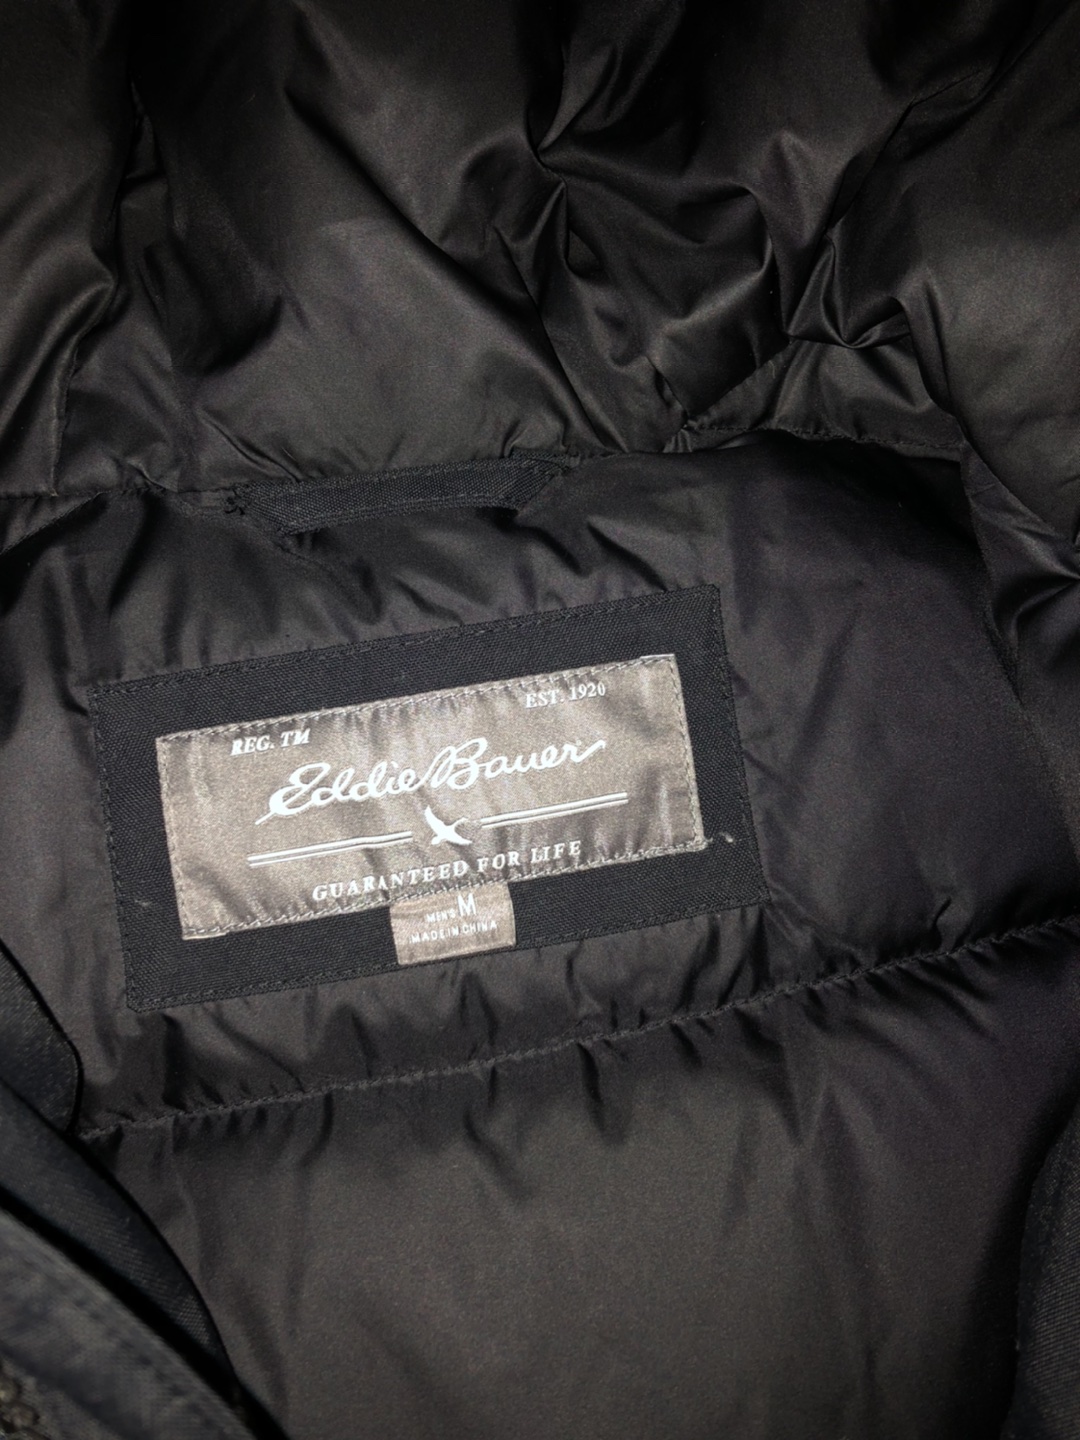 REG. TM
EST. 1920
Eddie Bauer
GUARANTEED FOR LIFE
MEN'S M
MADE IN CHINA